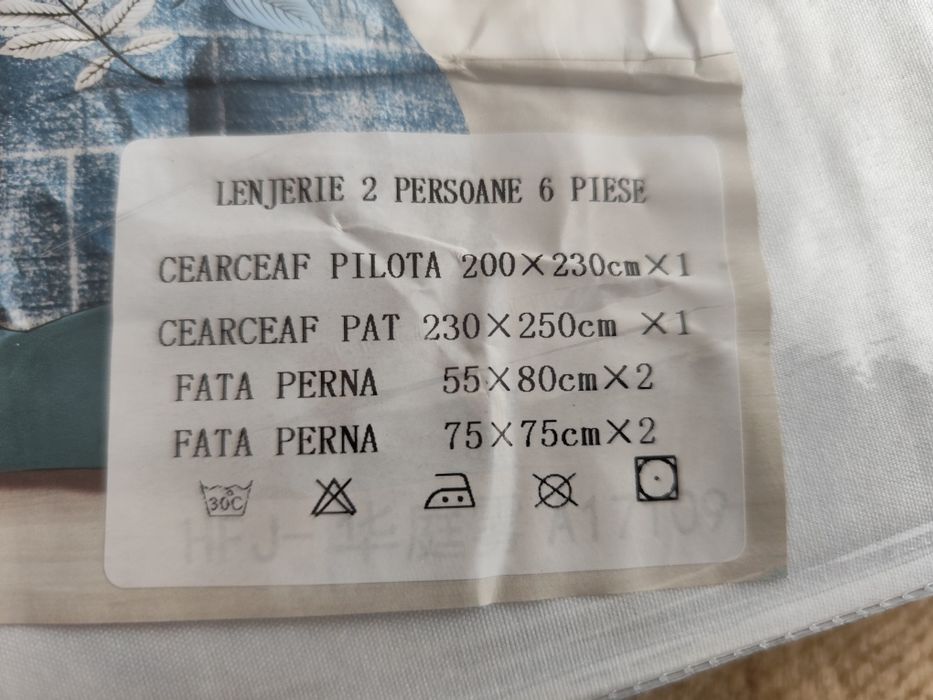 LENJERIE 2 PERSOANE 6 PIESE
CEARCEAF PILOTA 200×230cm×1
CEARCEAF PAT 230×250cm ×1
FATA PERNA 55×80cm×2
FATA PERNA 75×75cm×2
30C